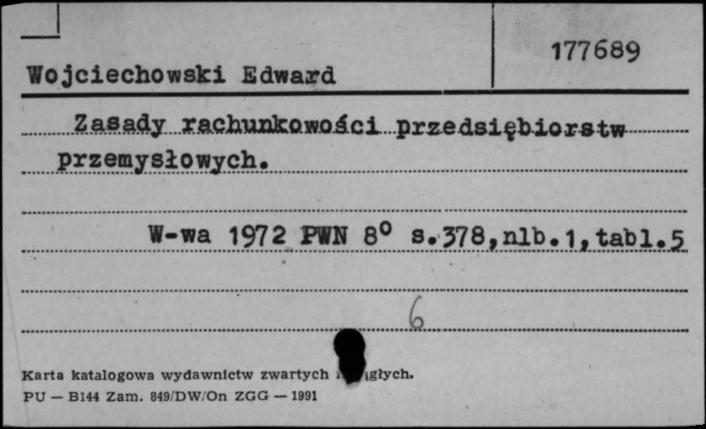 177689
Wojciechowski Edward
Zasady rachunkowości przedsiębiorstw
przemysłowych.
W-wa 1972 PWN 8° s.378,nlb.1,tabl.5
6
Karta katalogowa wydawnictw zwartych
PU — B144 Zam. 849/DW/On ZGG — 1991